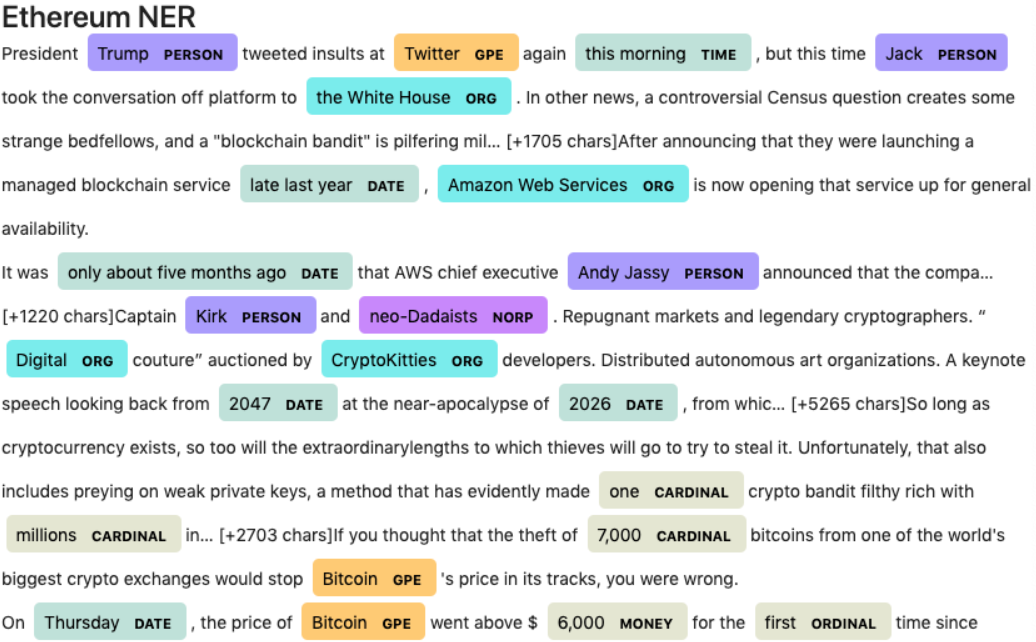 Ethereum NER
President Trump PERSON tweeted insults at Twitter GPE again this morning TIME , but this time Jack PERSON
took the conversation off platform to the White House ORG . In other news, a controversial Census question creates some
strange bedfellows, and a "blockchain bandit" is pilfering mil... [+1705 chars]After announcing that they were launching a
managed blockchain service late last year DATE , Amazon Web Services ORG is now opening that service up for general
availability.
It was only about five months ago DATE that AWS chief executive Andy Jassy PERSON announced that the compa...
[+1220 chars]Captain Kirk PERSON and neo-Dadaists NORP . Repugnant markets and legendary cryptographers. “
Digital ORG couture” auctioned by CryptoKitties ORG developers. Distributed autonomous art organizations. A keynote
speech looking back from 2047 DATE at the near-apocalypse of 2026 DATE , from whic... [+5265 chars]So long as
cryptocurrency exists, so too will the extraordinarylengths to which thieves will go to try to steal it. Unfortunately, that also
includes preying on weak private keys, a method that has evidently made one CARDINAL crypto bandit filthy rich with
millions CARDINAL in... [+2703 chars]If you thought that the theft of 7,000 CARDINAL bitcoins from one of the world's
biggest crypto exchanges would stop Bitcoin GPE 's price in its tracks, you were wrong.
On Thursday DATE , the price of Bitcoin GPE went above $ 6,000 MONEY for the first ORDINAL time since